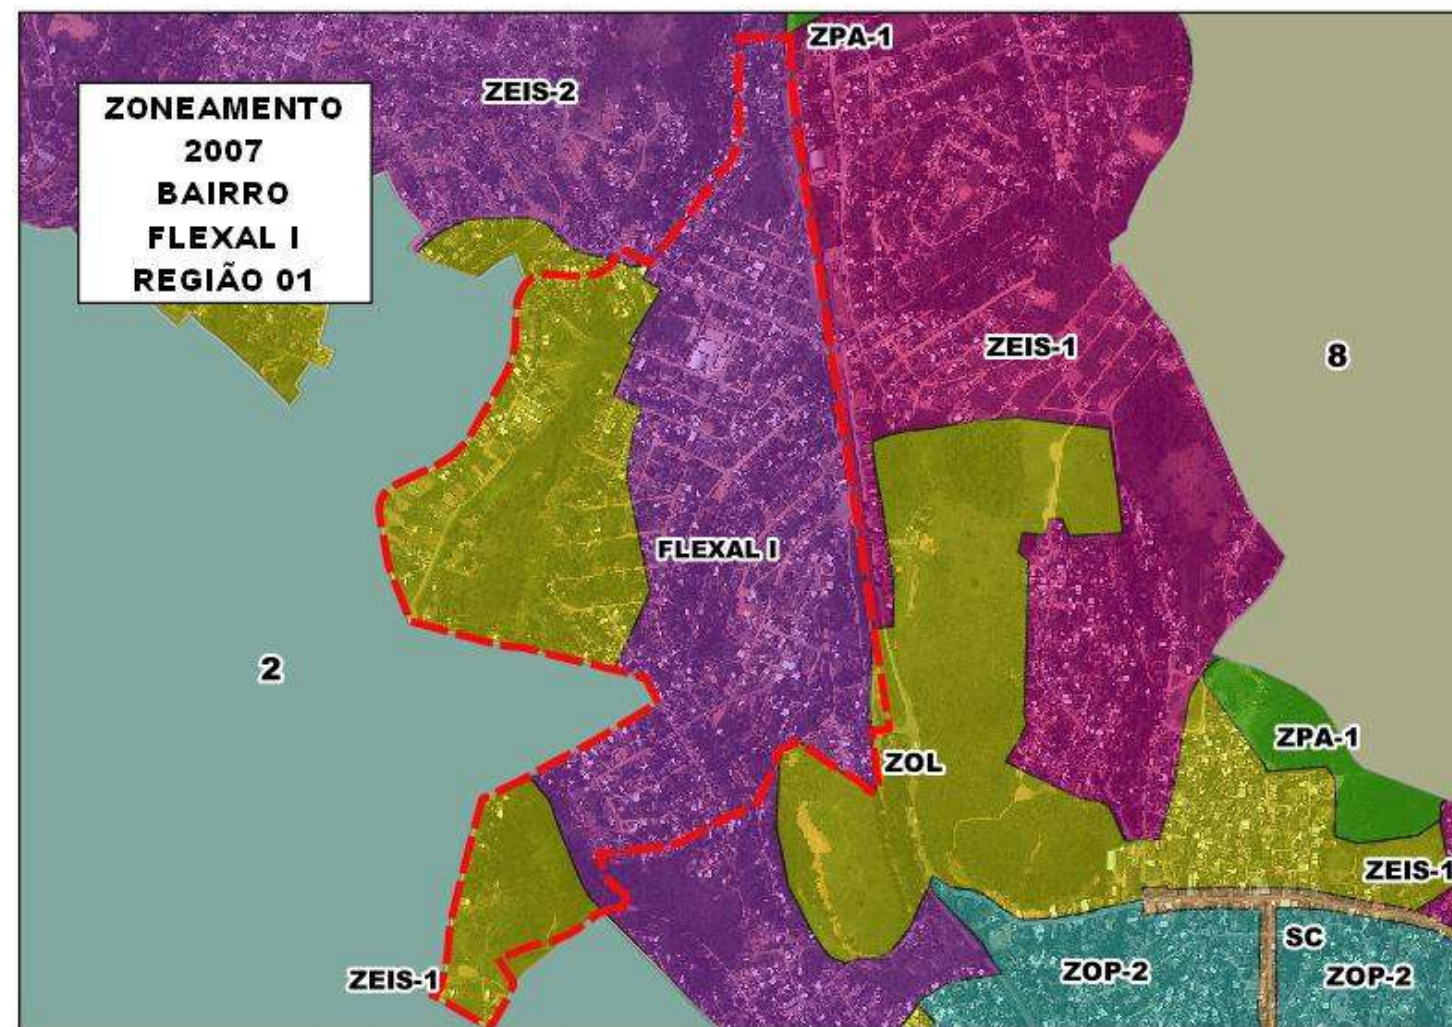 ZPA-1
ZEIS-2
ZONEAMENTO
2007
BAIRRO
FLEXAL I
REGIÃO 01
ZEIS-1
8
FLEXAL I
2
ZPA-1
ZOL
ZEIS-1
SC
ZEIS-1
ZOP-2
ZOP-2